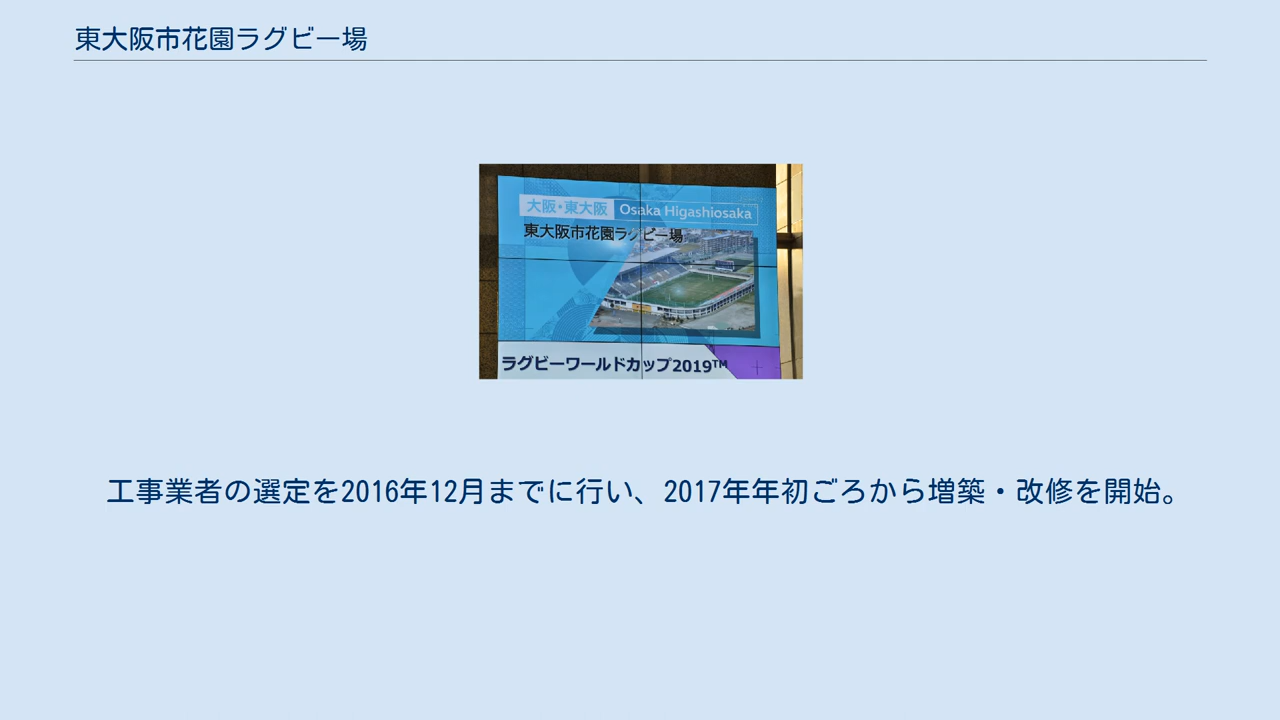 東大阪市花園ラグビー場
大阪・東大阪 Osaka Higashiosaka
東大阪市花園ラグビー場
ラグビーワールドカップ2019™
工事業者の選定を2016年12月までに行い、2017年年初ごろから増築・改修を開始。